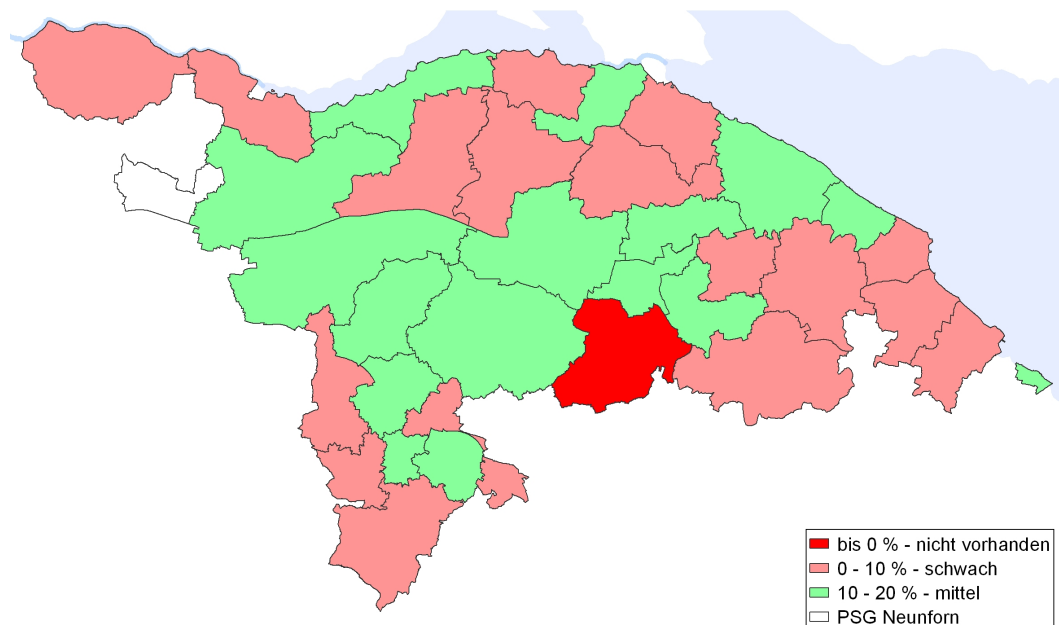 bis 0 % - nicht vorhanden
0 - 10 % - schwach
10 - 20 % - mittel
PSG Neunforn